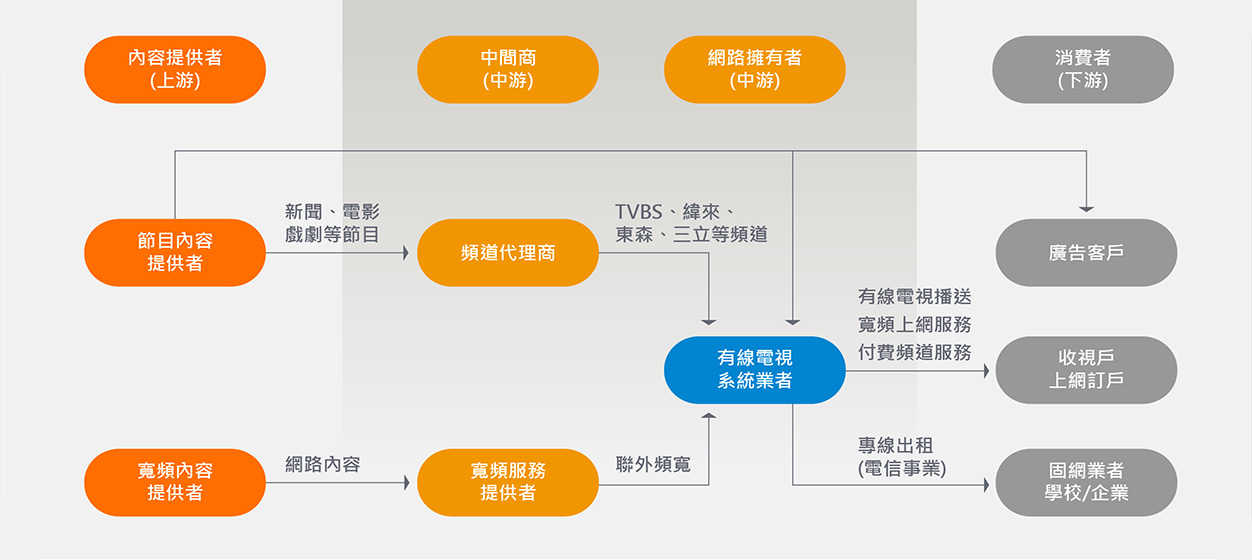 內容提供者
(上游)
中間商
(中游)
網路擁有者
(中游)
消費者
(下游)
節目內容
提供者
新聞、電影
戲劇等節目
頻道代理商
TVBS、緯來、
東森、三立等頻道
廣告客戶
有線電視
系統業者
有線電視播送
寬頻上網服務
付費頻道服務
收視戶
上網訂戶
寬頻內容
提供者
網路內容
寬頻服務
提供者
聯外頻寬
專線出租
(電信事業)
固網業者
學校/企業